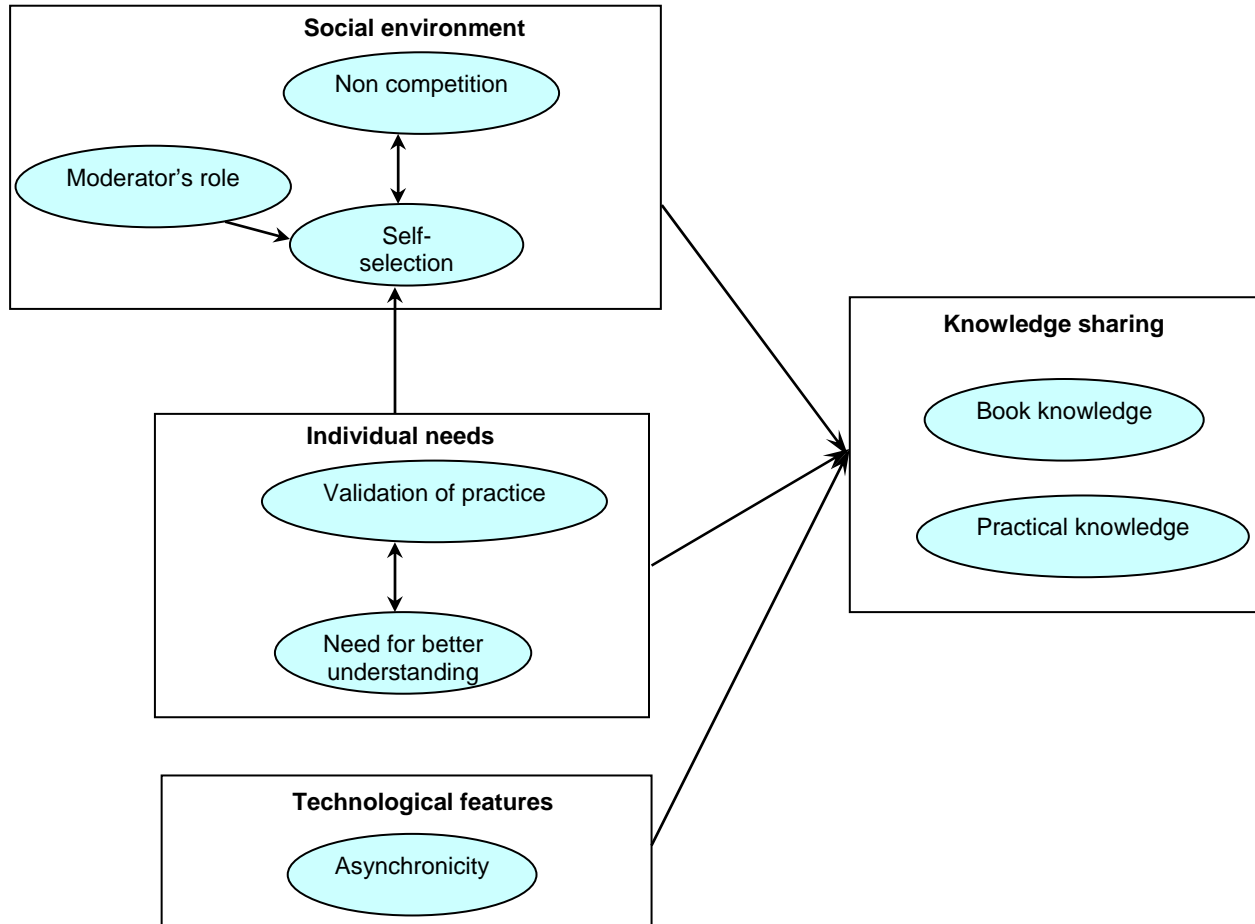 Social environment
Non competition
Moderator’s role
Self-
selection
Knowledge sharing
Book knowledge
Individual needs
Validation of practice
Practical knowledge
Need for better
understanding
Technological features
Asynchronicity